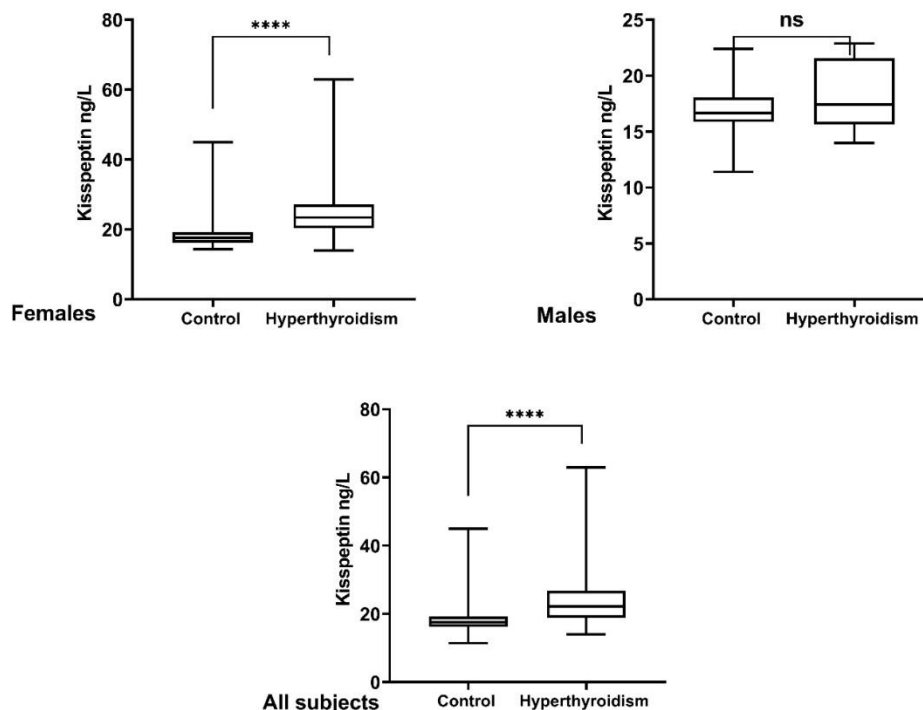 80
60
40
20
0
Kisspeptin ng/L
****
Females
Control
Hyperthyroidism
25
20
15
10
5
0
Kisspeptin ng/L
ns
Males
Control
Hyperthyroidism
80
60
40
20
0
Kisspeptin ng/L
****
All subjects
Control
Hyperthyroidism